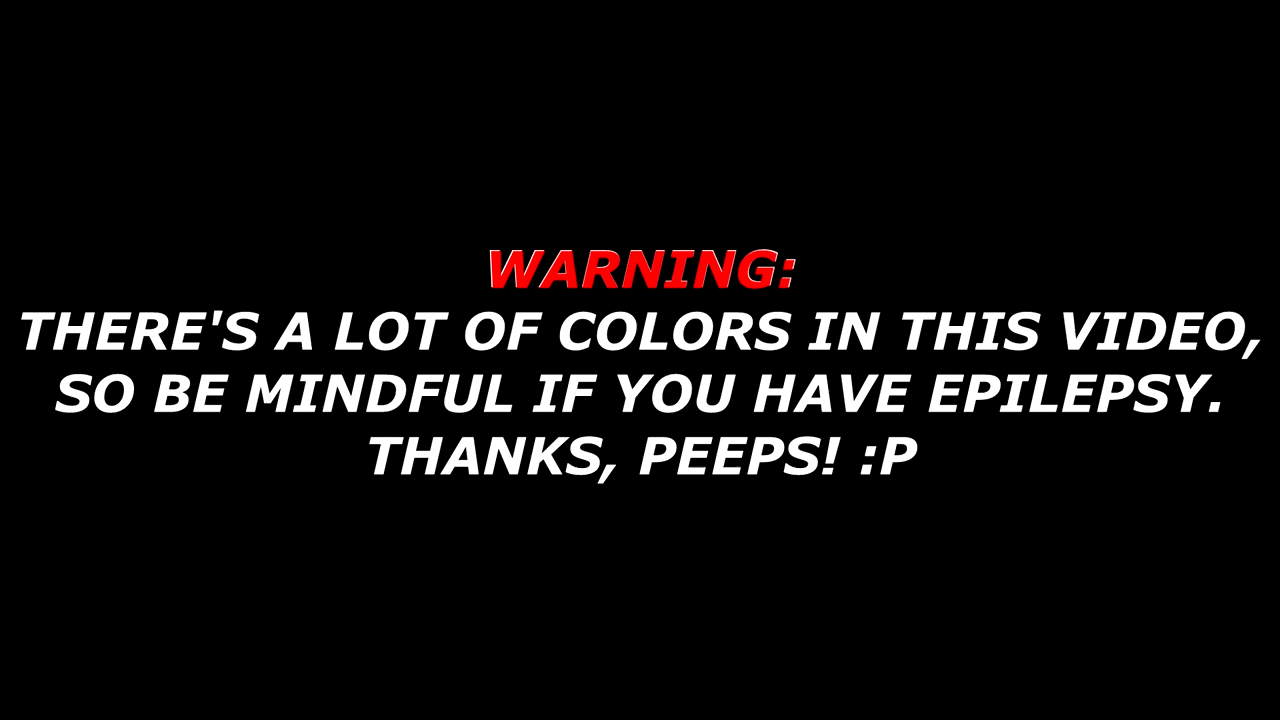 WARNING:
THERE'S A LOT OF COLORS IN THIS VIDEO,
SO BE MINDFUL IF YOU HAVE EPILEPSY.
THANKS, PEEPS! :P